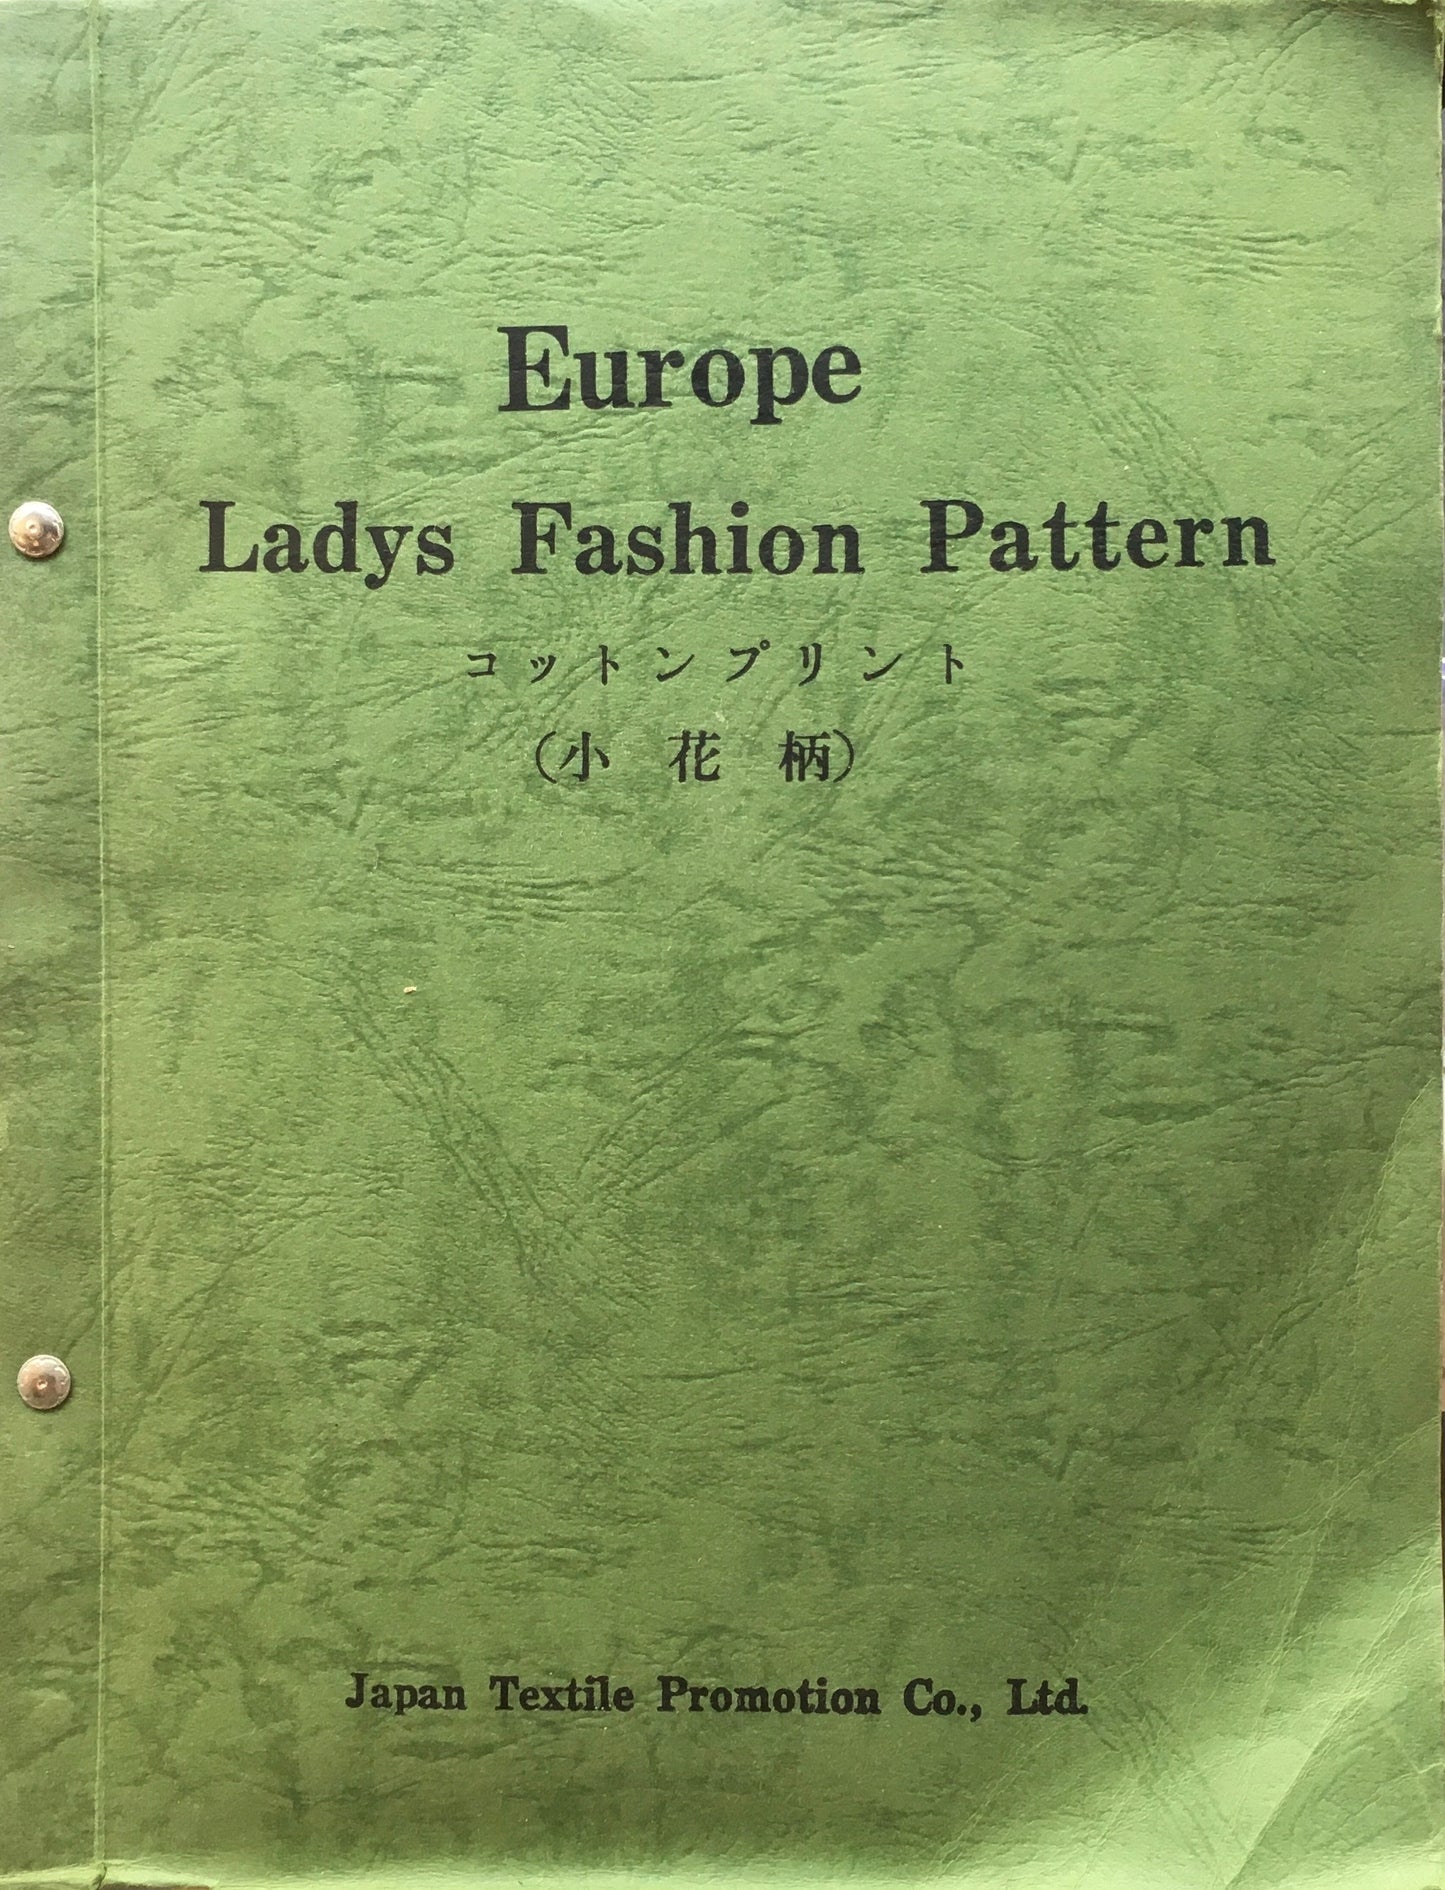 Europe
Ladys Fashion Pattern
コットンプリント
（小花柄）
Japan Textile Promotion Co., Ltd.